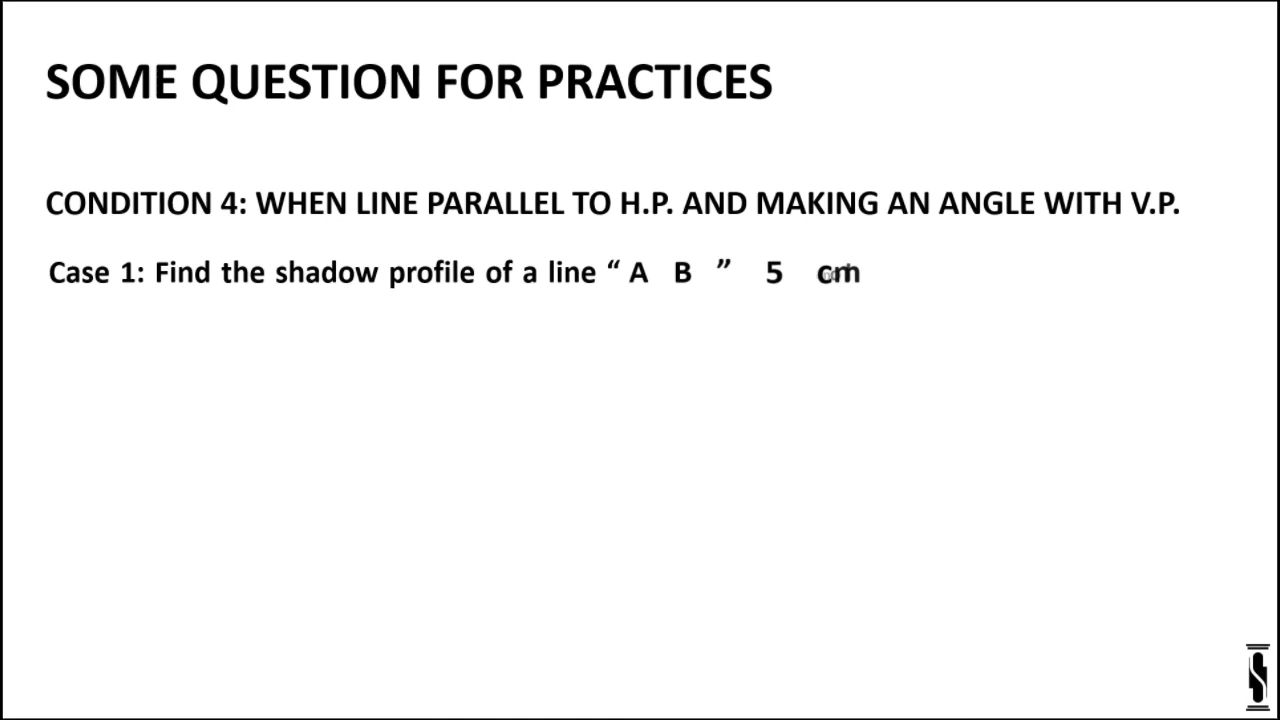 SOME QUESTION FOR PRACTICES
CONDITION 4: WHEN LINE PARALLEL TO H.P. AND MAKING AN ANGLE WITH V.P.
Case 1: Find the shadow profile of a line “ A B ” 5 cm